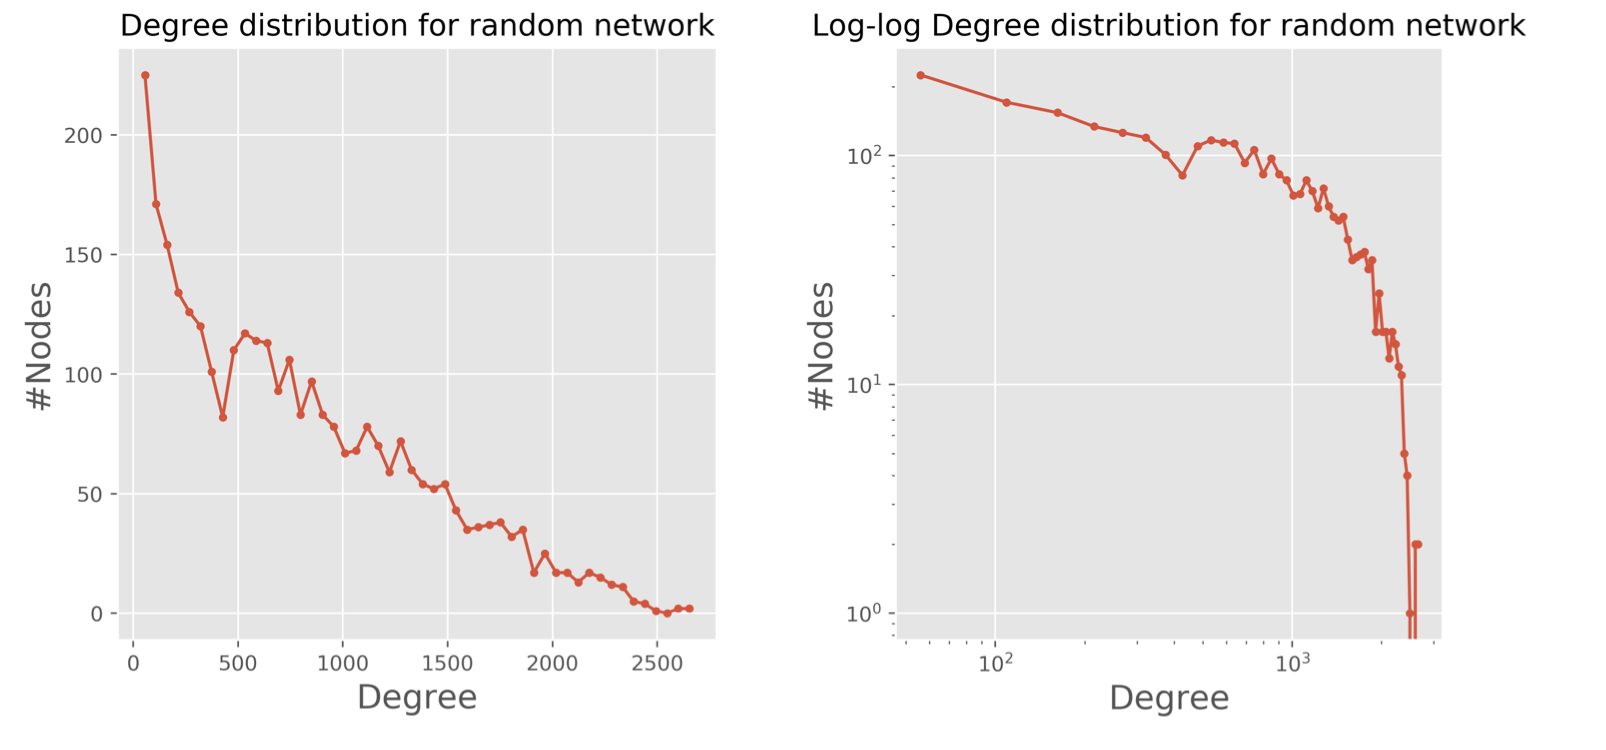 Degree distribution for random network
#Nodes
200
150
100
50
0
0 500 1000 1500 2000 2500
Degree
Log-log Degree distribution for random network
#Nodes
10²
10¹
10⁰
10² 10³
Degree